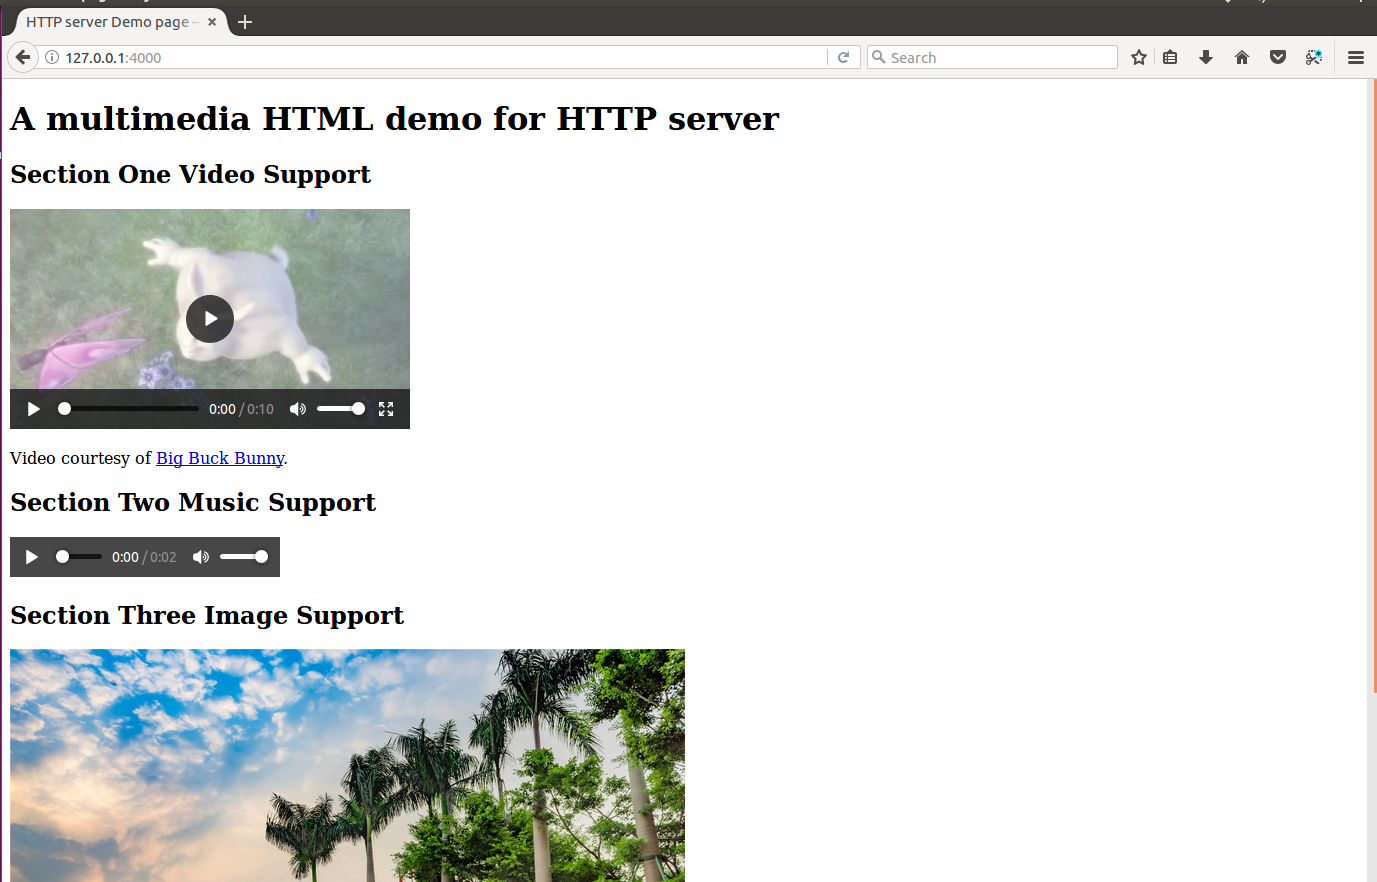 HTTP server Demo page –
127.0.0.1:4000
Search
A multimedia HTML demo for HTTP server
Section One Video Support
0:00 / 0:10
Video courtesy of Big Buck Bunny.
Section Two Music Support
0:00 / 0:02
Section Three Image Support